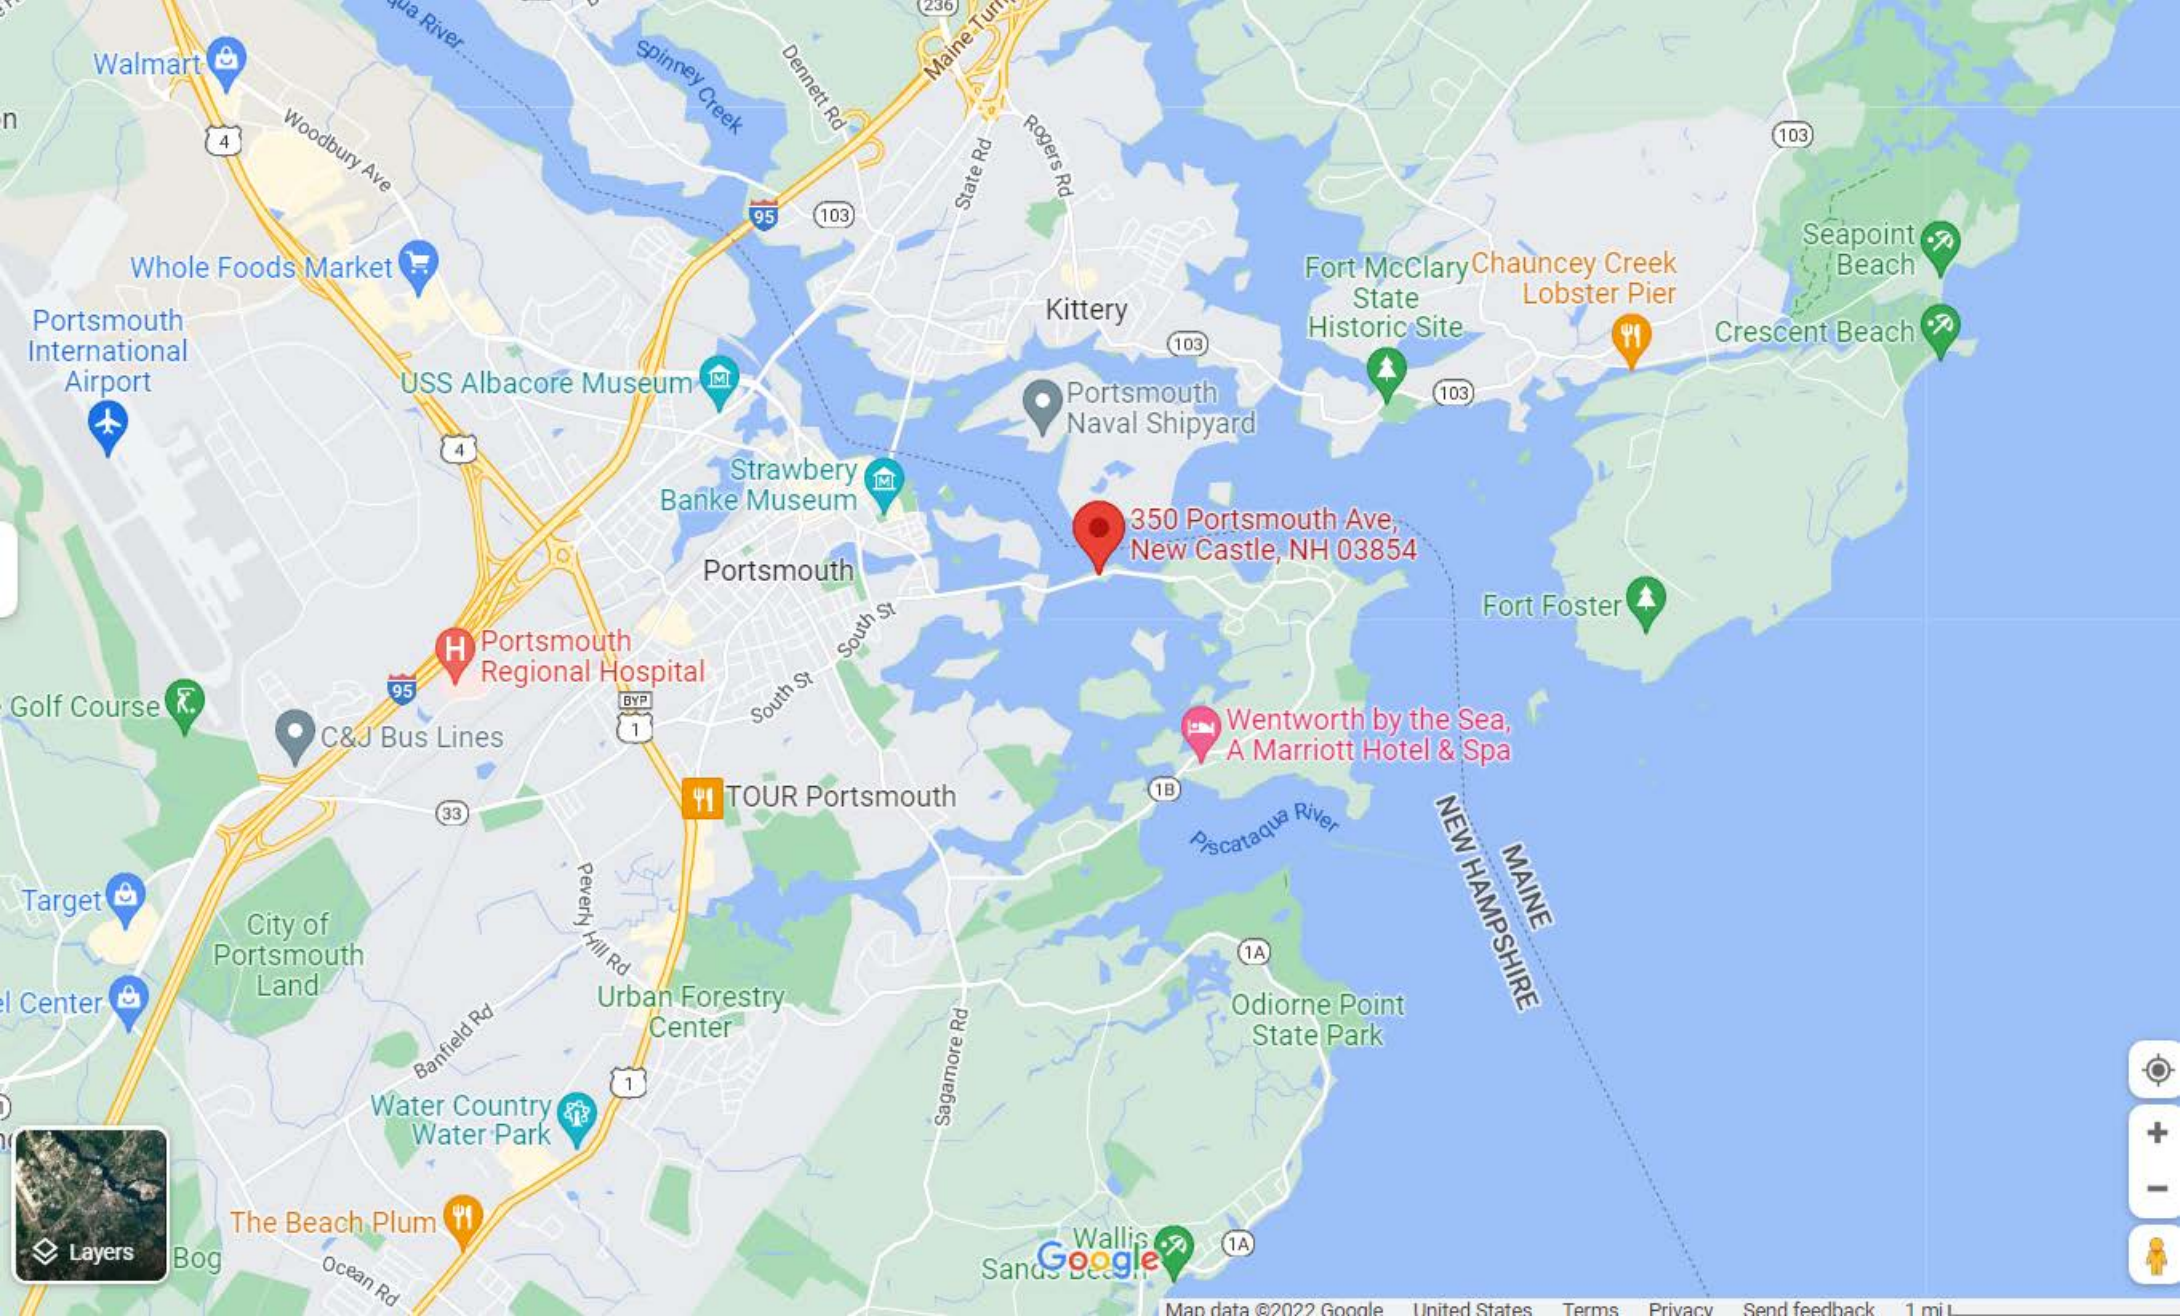 236
Maine Turn
qua River
Spinney Creek
Dennett Rd
Walmart
Woodbury Ave
4
State Rd
Rogers Rd
103
95
103
Whole Foods Market
Seapoint
Beach
Portsmouth
International
Airport
Kittery
Fort McClary
State
Historic Site
Chauncey Creek
Lobster Pier
Crescent Beach
103
USS Albacore Museum
Portsmouth
Naval Shipyard
103
4
Strawbery
Banke Museum
350 Portsmouth Ave,
New Castle, NH 03854
Portsmouth
South St
Fort Foster
Portsmouth
Regional Hospital
95
South St
BYP
1
Golf Course
C&J Bus Lines
Wentworth by the Sea,
A Marriott Hotel & Spa
1B
TOUR Portsmouth
33
Piscataqua River
MAINE
NEW HAMPSHIRE
Peverly Hill Rd
Target
City of
Portsmouth
Land
1A
el Center
Urban Forestry
Center
Odiorne Point
State Park
Banfield Rd
Sagamore Rd
1
Water Country
Water Park
The Beach Plum
Layers
Bog
Ocean Rd
Wallis
Sands Beach
Google
1A
Map data ©2022 Google United States Terms Privacy Send feedback 1 mi